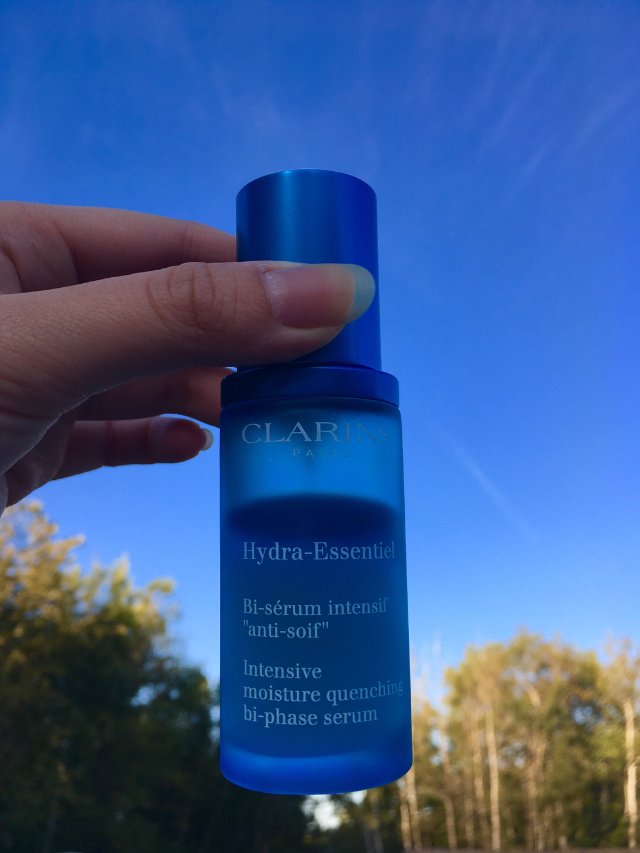 CLARINS
PARIS
Hydra-Essentiel
Bi-sérum intensif
"anti-soif"
Intensive
moisture quenching
bi-phase serum